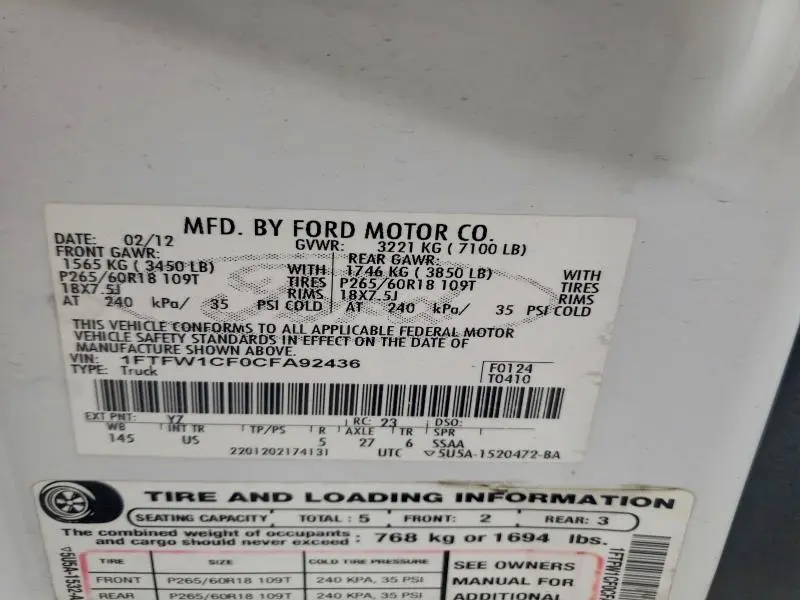 MFD. BY FORD MOTOR CO.
DATE: 02/12 GVWR: 3221 KG ( 7100 LB)
FRONT GAWR: REAR GAWR:
1565 KG ( 3450 LB) WITH 1746 KG ( 3850 LB) WITH
P265/60R18 109T TIRES P265/60R18 109T TIRES
18X7.5J RIMS 18X7.5J RIMS
AT 240 kPa/ 35 PSI COLD AT 240 kPa/ 35 PSI COLD
THIS VEHICLE CONFORMS TO ALL APPLICABLE FEDERAL MOTOR
VEHICLE SAFETY STANDARDS IN EFFECT ON THE DATE OF
MANUFACTURE SHOWN ABOVE.
VIN: 1FTFW1CF0CFA92436 F0124
TYPE: Truck T0410
EXT PNT: YZ RC: 23 DSO:
WB INT TR TP/PS R AXLE TR SPR
145 US 5 27 6 SSAA
2201202174131 UTC ▽5U5A-1520472-BA
TIRE AND LOADING INFORMATION
SEATING CAPACITY TOTAL : 5 FRONT: 2 REAR: 3
The combined weight of occupants
and cargo should never exceed : 768 kg or 1694 lbs.
TIRE SIZE COLD TIRE PRESSURE SEE OWNERS
FRONT P265/60R18 109T 240 KPA, 35 PSI MANUAL FOR
REAR P265/60R18 109T 240 KPA, 35 PSI ADDITIONAL